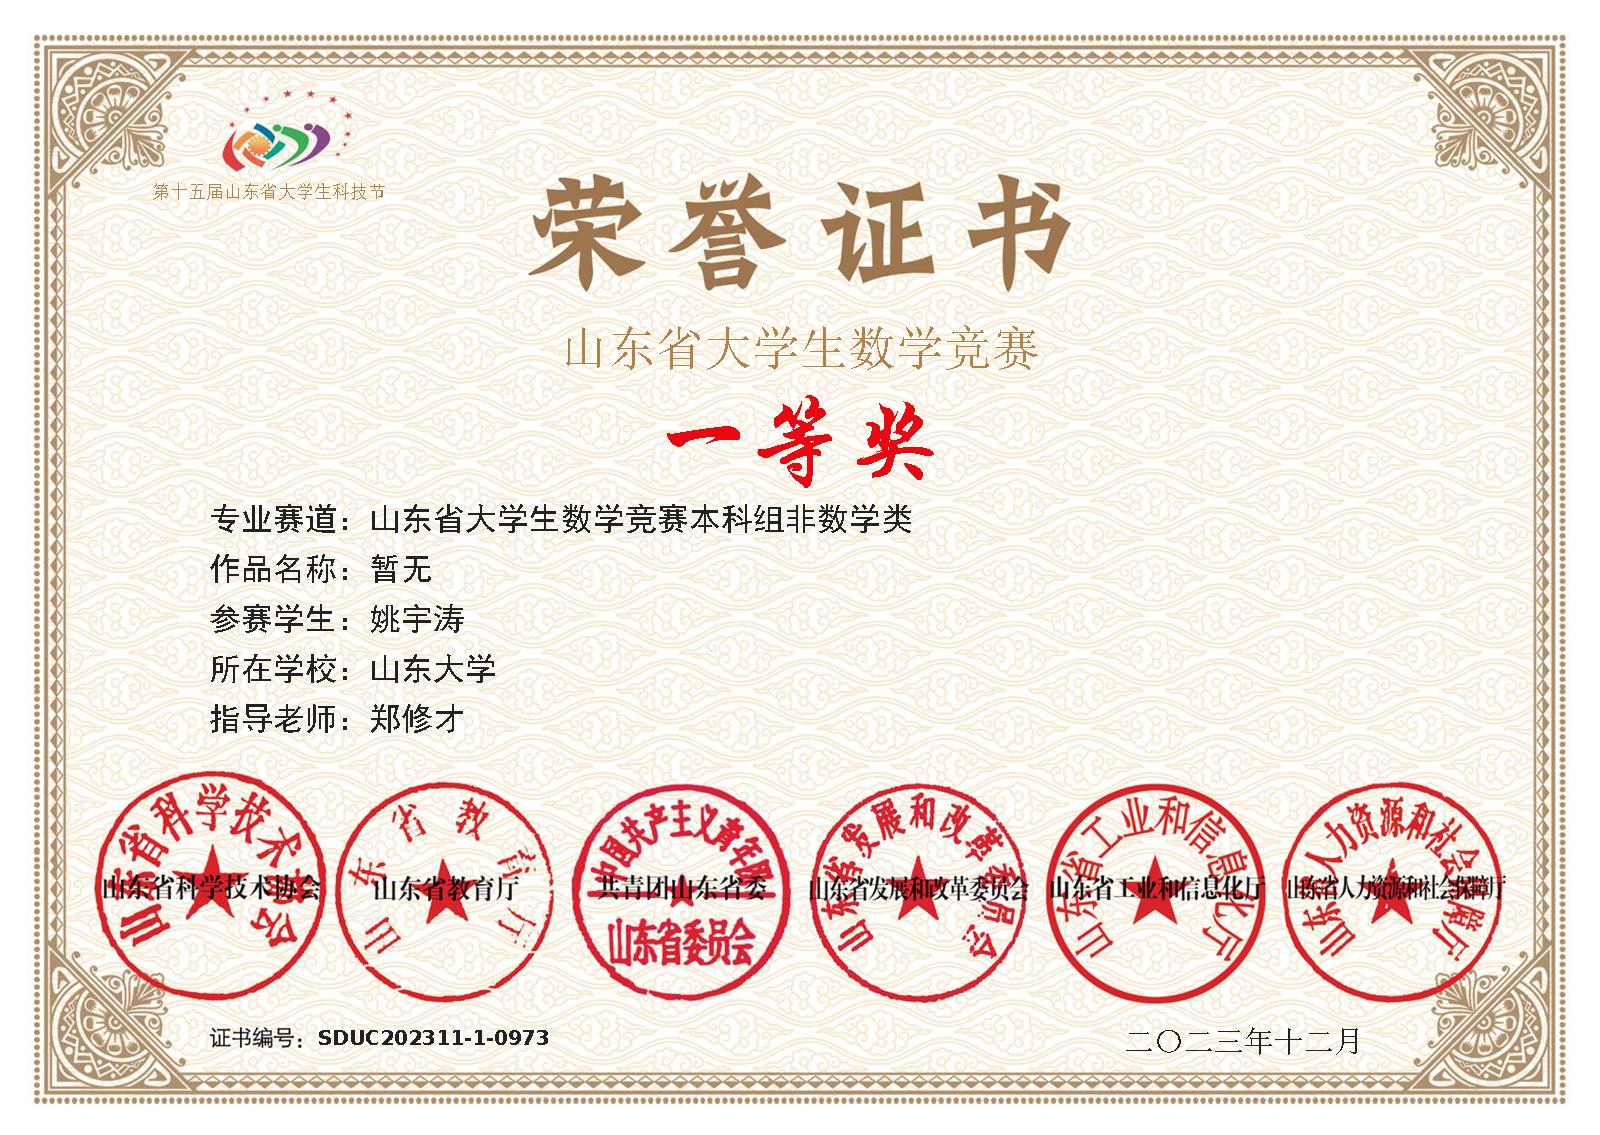 第十五届山东省大学生科技节
荣誉证书
山东省大学生数学竞赛
一等奖
专业赛道：山东省大学生数学竞赛本科组非数学类
作品名称：暂无
参赛学生：姚宇涛
所在学校：山东大学
指导老师：郑修才
山东省科学技术协会
山东省科学技术协会
山东省教育厅
山东省教育厅
中国共产主义青年团
共青团山东省委
山东省委员会
山东省发展和改革委员会
山东省发展和改革委员会
山东省工业和信息化厅
山东省工业和信息化厅
山东省人力资源和社会保障厅
山东省人力资源和社会保障厅
证书编号：SDUC202311-1-0973
二〇二三年十二月